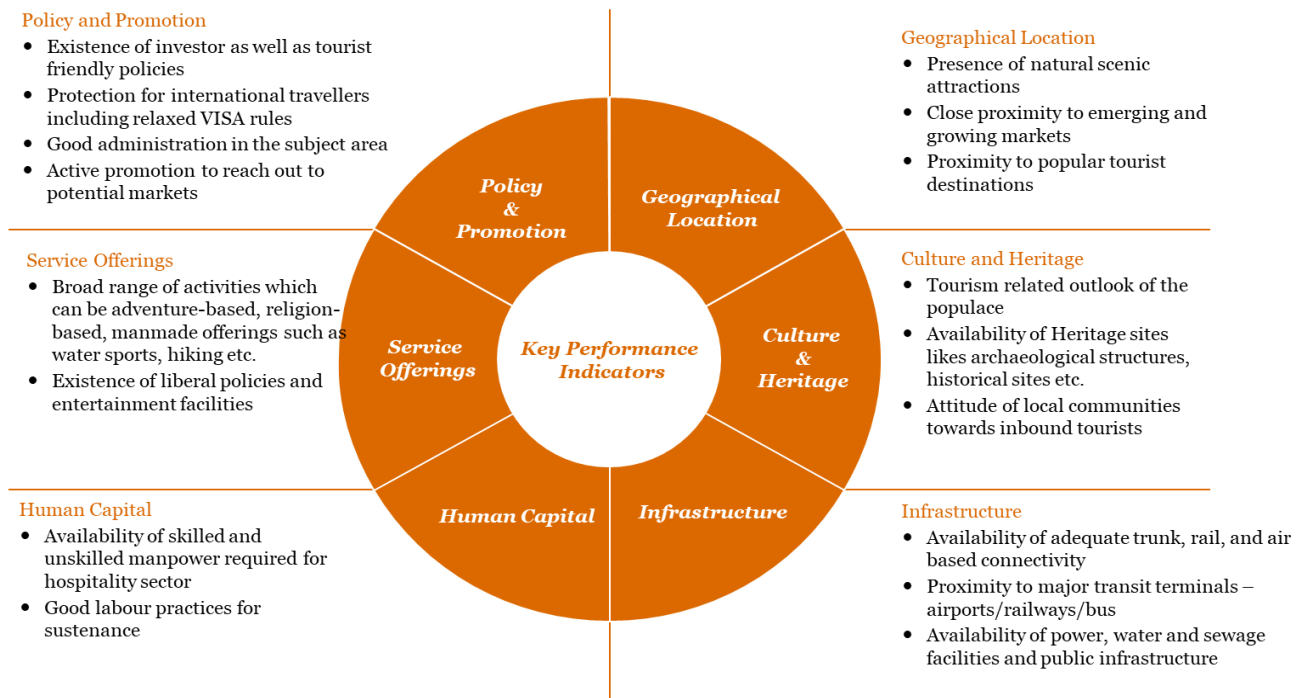 Policy and Promotion
• Existence of investor as well as tourist
friendly policies
• Protection for international travellers
including relaxed VISA rules
• Good administration in the subject area
• Active promotion to reach out to
potential markets
Geographical Location
• Presence of natural scenic
attractions
• Close proximity to emerging and
growing markets
• Proximity to popular tourist
destinations
Service Offerings
• Broad range of activities which
can be adventure-based, religion-
based, manmade offerings such as
water sports, hiking etc.
• Existence of liberal policies and
entertainment facilities
Culture and Heritage
• Tourism related outlook of the
populace
• Availability of Heritage sites
likes archaeological structures,
historical sites etc.
• Attitude of local communities
towards inbound tourists
Human Capital
• Availability of skilled and
unskilled manpower required for
hospitality sector
• Good labour practices for
sustenance
Infrastructure
• Availability of adequate trunk, rail, and air
based connectivity
• Proximity to major transit terminals –
airports/railways/bus
• Availability of power, water and sewage
facilities and public infrastructure
Policy
&
Promotion
Geographical
Location
Service
Offerings
Key Performance
Indicators
Culture
&
Heritage
Human Capital
Infrastructure